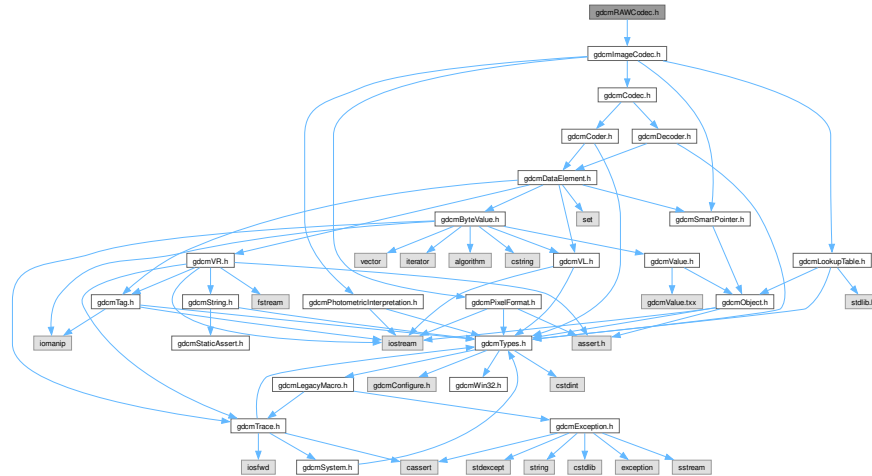 gdcmRAWCodec.h
gdcmImageCodec.h
gdcmCodec.h
gdcmCoder.h
gdcmDecoder.h
gdcmDataElement.h
gdcmByteValue.h
set
gdcmSmartPointer.h
gdcmVR.h
vector
iterator
algorithm
cstring
gdcmVL.h
gdcmValue.h
gdcmLookupTable.h
gdcmTag.h
gdcmString.h
fstream
gdcmPhotometricInterpretation.h
gdcmPixelFormat.h
gdcmValue.txx
gdcmObject.h
stdlib.h
iomanip
gdcmStaticAssert.h
iostream
gdcmTypes.h
assert.h
gdcmLegacyMacro.h
gdcmConfigure.h
gdcmWin32.h
cstdint
gdcmTrace.h
gdcmException.h
iosfwd
gdcmSystem.h
cassert
stdexcept
string
cstdlib
exception
sstream